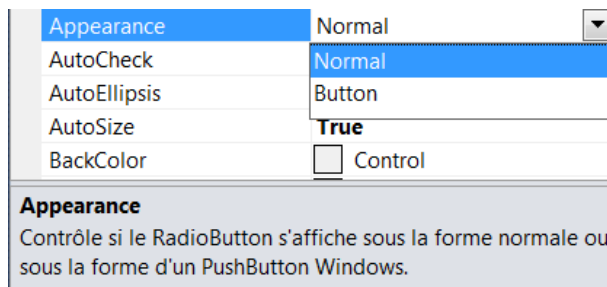 Appearance Normal
AutoCheck Normal
AutoEllipsis Button
AutoSize True
BackColor Control
Appearance
Contrôle si le RadioButton s'affiche sous la forme normale ou
sous la forme d'un PushButton Windows.